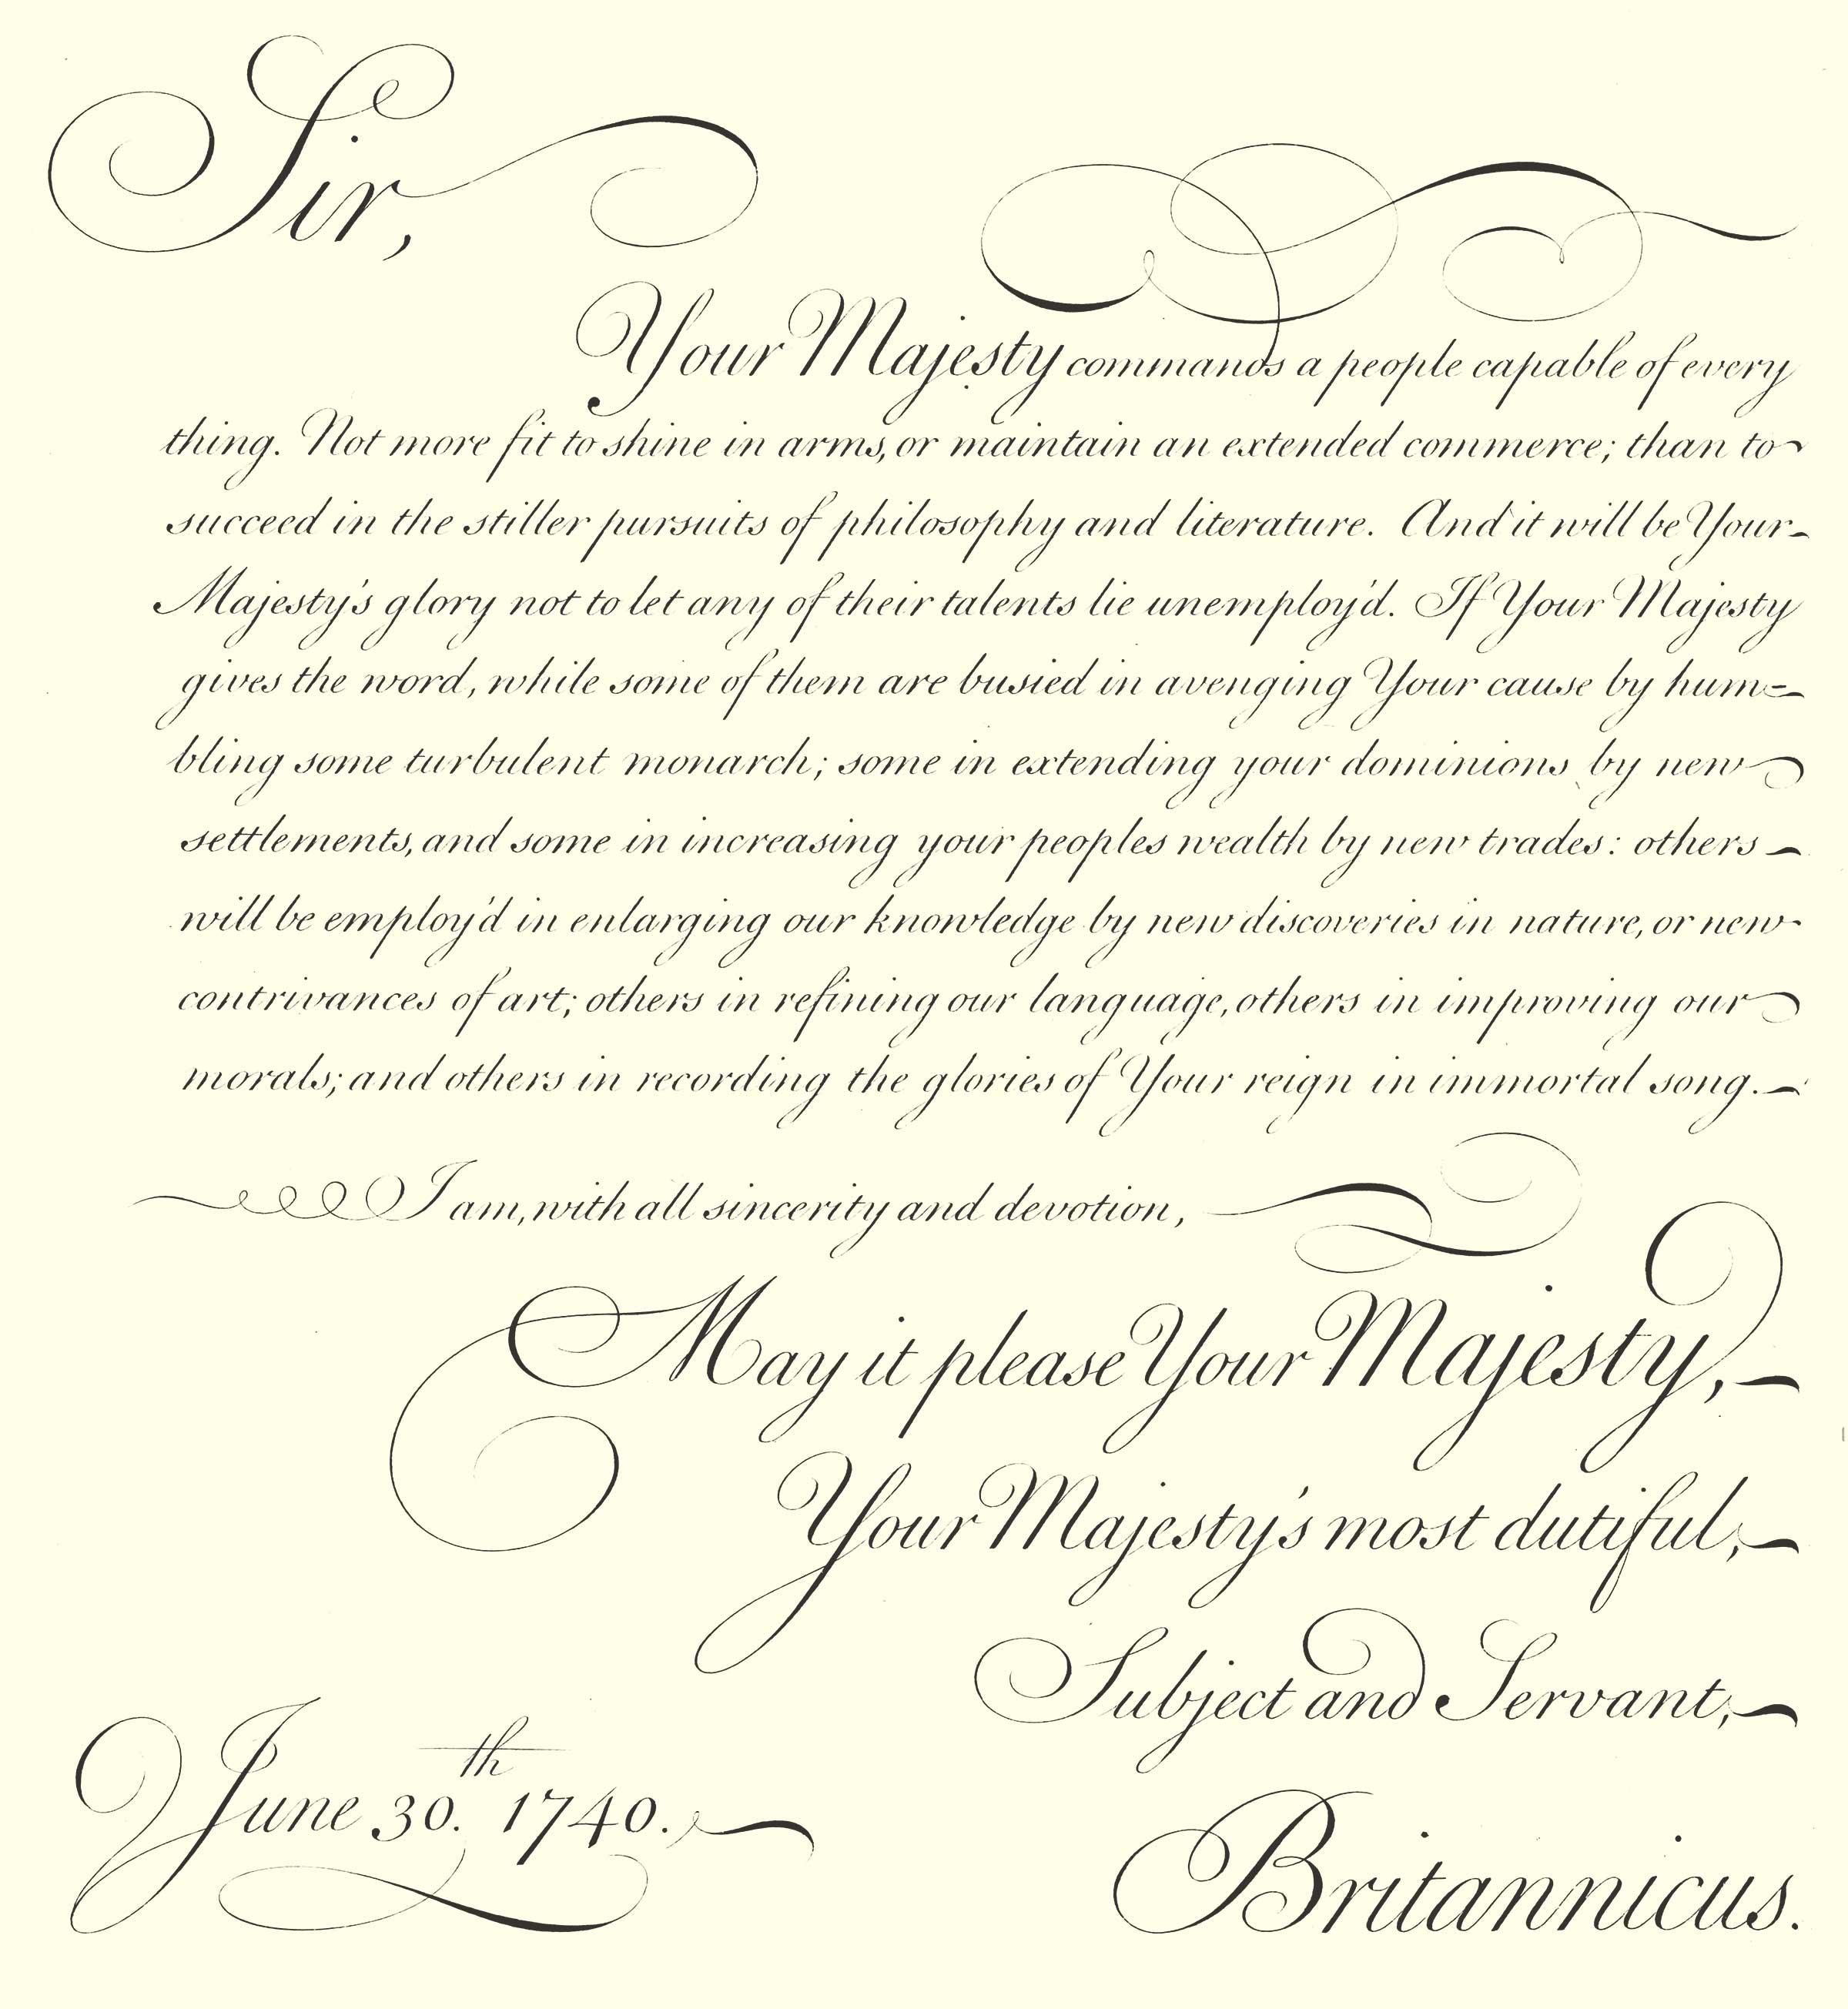 Sir,
Your Majesty commands a people capable of every
thing. Not more fit to shine in arms, or maintain an extended commerce; than to
succeed in the stiller pursuits of philosophy and literature. And it will be Your
Majesty's glory not to let any of their talents lie unemploy'd. If Your Majesty
gives the word, while some of them are busied in avenging Your cause by hum=
bling some turbulent monarch; some in extending your dominions by new
settlements, and some in increasing your peoples wealth by new trades: others
will be employ'd in enlarging our knowledge by new discoveries in nature, or new
contrivances of art; others in refining our language, others in improving our
morals; and others in recording the glories of Your reign in immortal song.
I am, with all sincerity and devotion,
May it please Your Majesty,
Your Majesty's most dutiful,
Subject and Servant,
June 30.th 1740.
Britannicus.